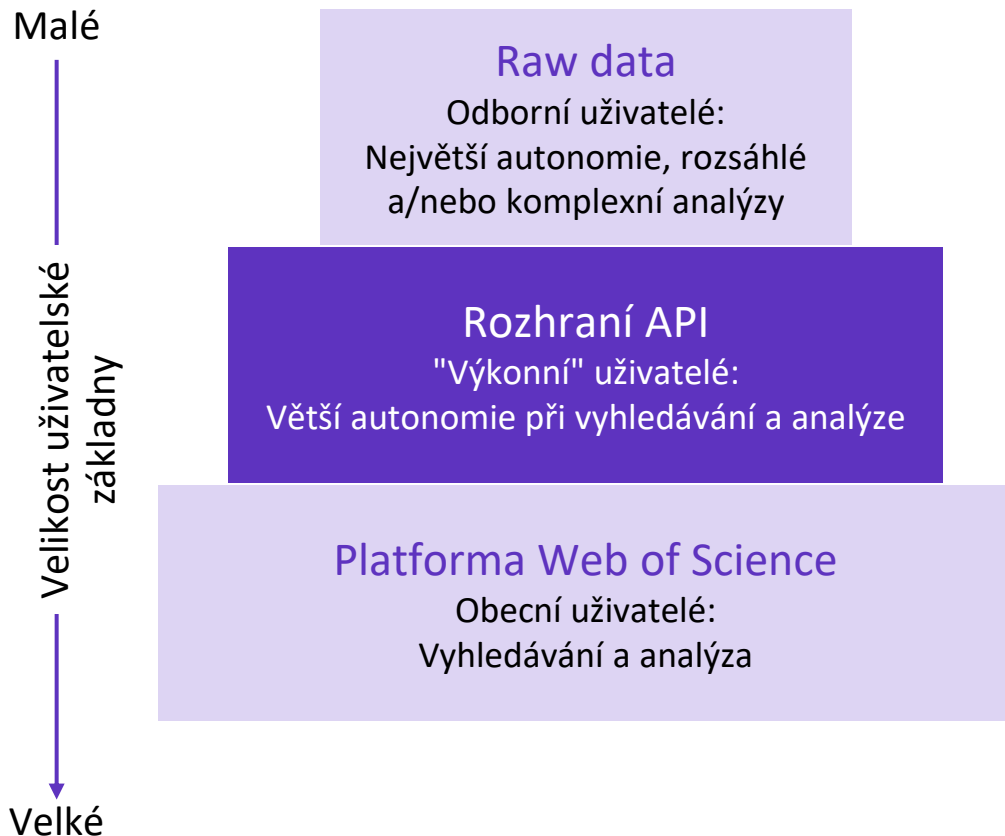 Malé
Velikost uživatelské
základny
Velké
Raw data
Odborní uživatelé:
Největší autonomie, rozsáhlé
a/nebo komplexní analýzy
Rozhraní API
"Výkonní" uživatelé:
Větší autonomie při vyhledávání a analýze
Platforma Web of Science
Obecní uživatelé:
Vyhledávání a analýza